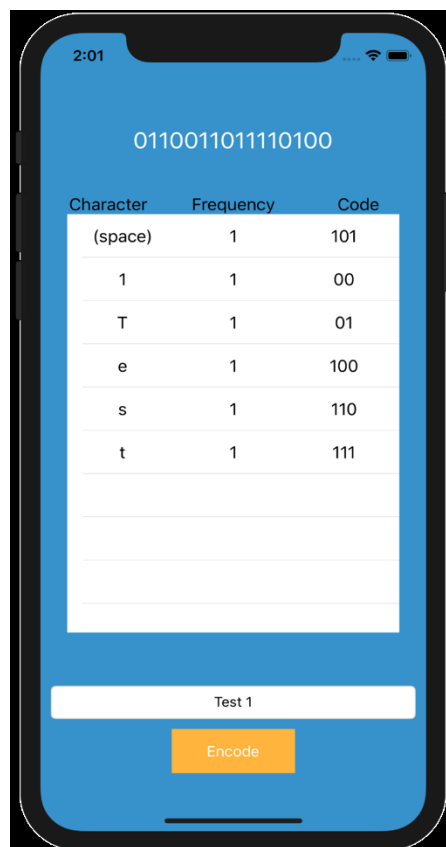 2:01
0110011011110100
Character Frequency Code
(space) 1 101
1 1 00
T 1 01
e 1 100
s 1 110
t 1 111
Test 1
Encode